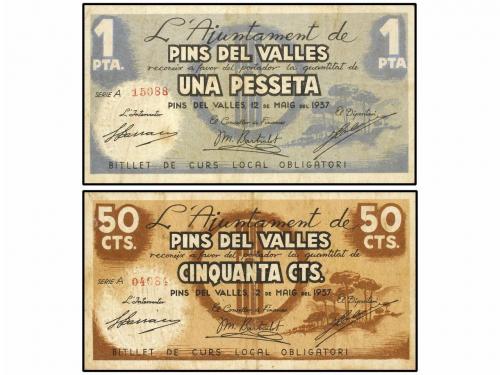 L'Ajuntament de
1 PTA.
PINS DEL VALLES
1 PTA.
reconeix a favor del portador la quantitat de
UNA PESSETA
SERIE A 15088
PINS DEL VALLES 12 DE MAIG DEL 1937
L'Interventor
El Conseller de Finances
El Dipositari
M. Bartulot
BITLLET DE CURS LOCAL OBLIGATORI
L'Ajuntament de
50 CTS.
PINS DEL VALLES
50 CTS.
reconeix a favor del portador la quantitat de
CINQUANTA CTS.
SERIE A
PINS DEL VALLES 12 DE MAIG DEL 1937
L'Interventor
El Conseller de Finances
El Dipositari
M. Bartulot
BITLLET DE CURS LOCAL OBLIGATORI